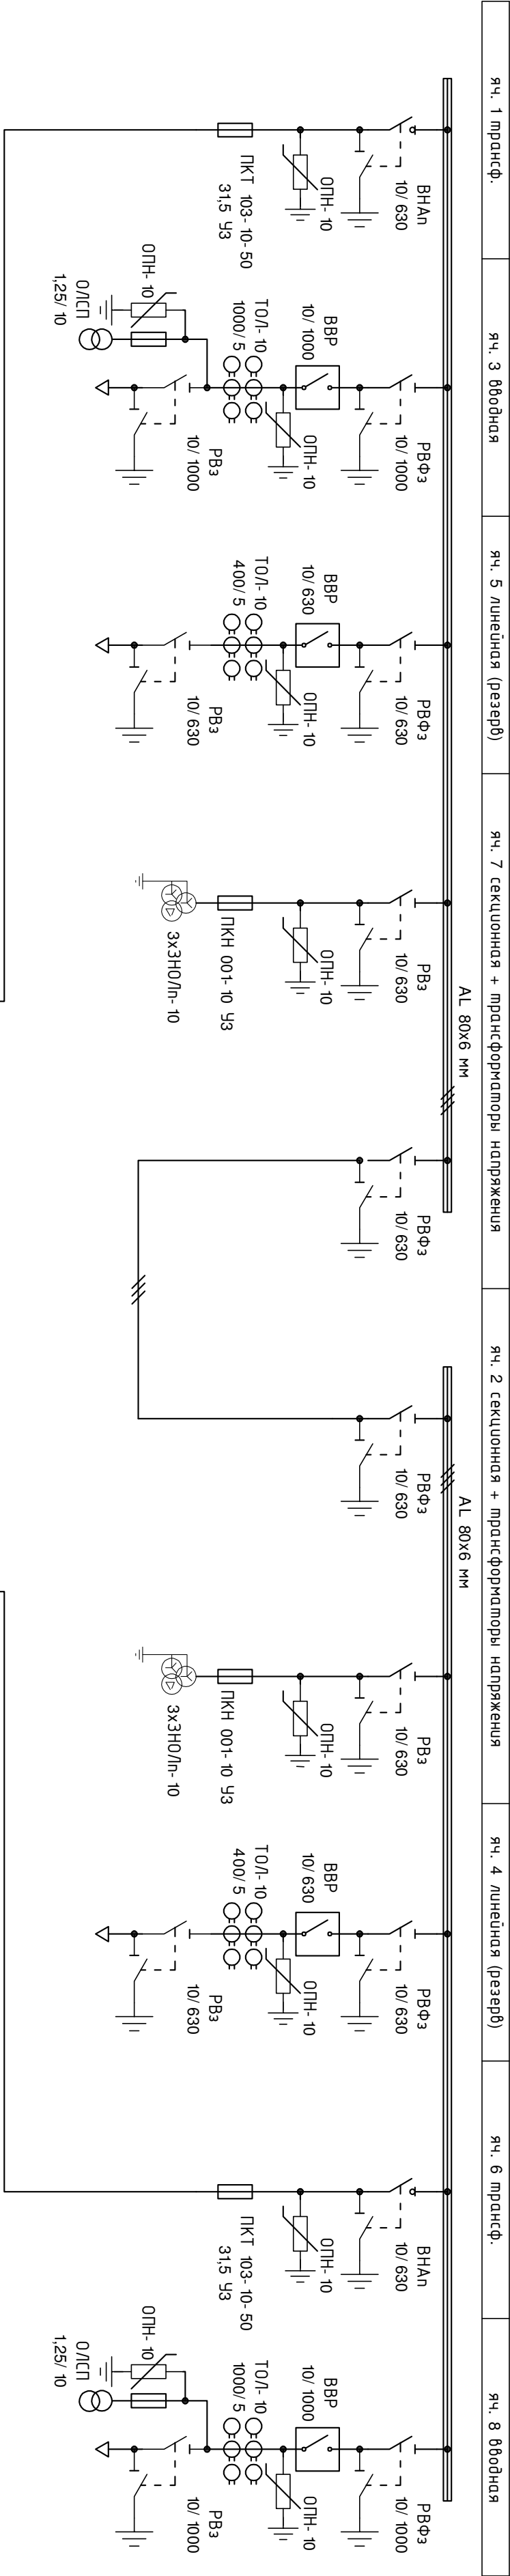 яч. 1 трансф.
яч. 3 вводная
яч. 5 линейная (резерв)
яч. 7 секционная + трансформаторы напряжения
яч. 2 секционная + трансформаторы напряжения
яч. 4 линейная (резерв)
яч. 6 трансф.
яч. 8 вводная
AL 80x6 мм
AL 80x6 мм
ВНАп
10/630
ОПН-10
ПКТ 103-10-50
31,5 У3
РВФз
10/1000
ВВР
10/1000
ОПН-10
ТОЛ-10
1000/5
РВз
10/1000
ОПН-10
ОЛСП
1,25/10
РВФз
10/630
ВВР
10/630
ОПН-10
ТОЛ-10
400/5
РВз
10/630
РВз
10/630
ОПН-10
ПКН 001-10 У3
3хЗНОЛп-10
РВФз
10/630
РВФз
10/630
РВз
10/630
ОПН-10
ПКН 001-10 У3
3хЗНОЛп-10
РВФз
10/630
ВВР
10/630
ОПН-10
ТОЛ-10
400/5
РВз
10/630
ВНАп
10/630
ОПН-10
ПКТ 103-10-50
31,5 У3
РВФз
10/1000
ВВР
10/1000
ОПН-10
ТОЛ-10
1000/5
РВз
10/1000
ОПН-10
ОЛСП
1,25/10